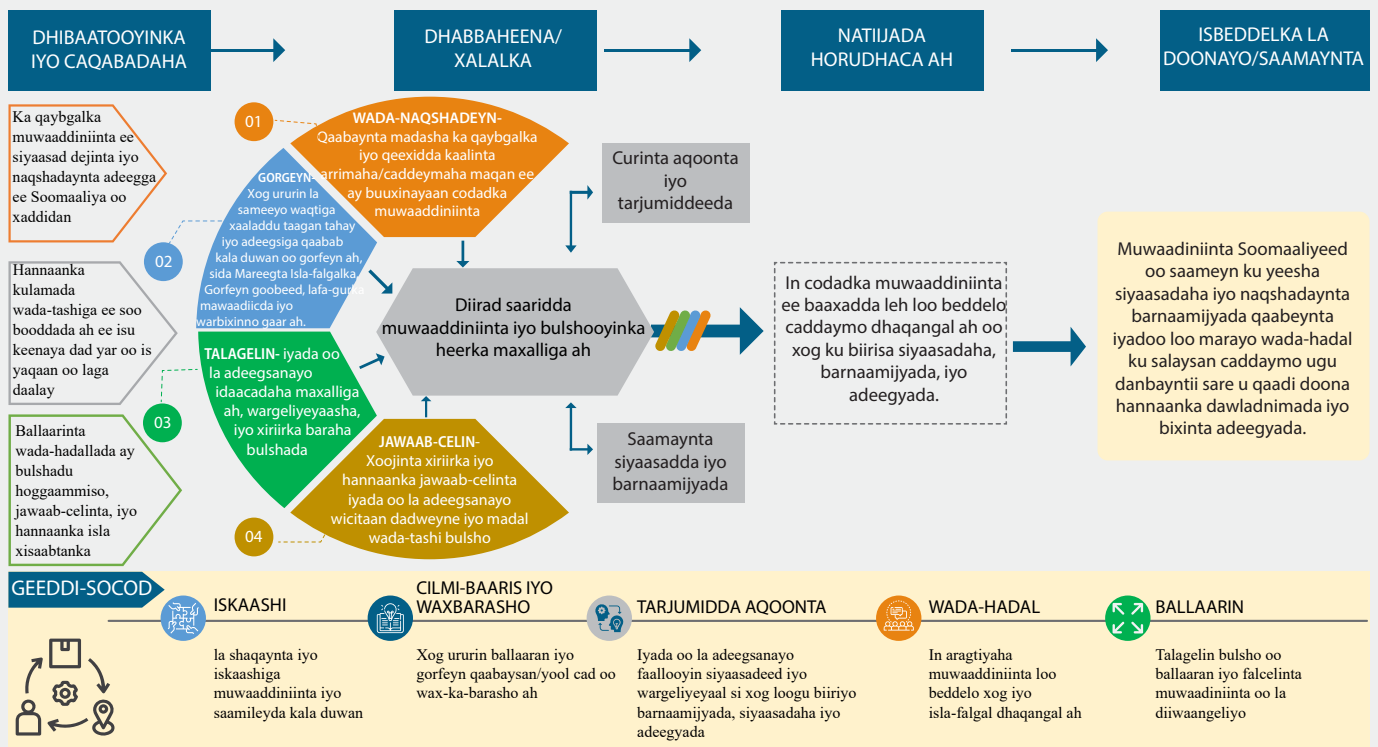 DHIBAATOOYINKA
IYO CAQABADAHA
DHABBAHEENA/
XALALKA
NATIIJADA
HORUDHACA AH
ISBEDDELKA LA
DOONAYO/SAAMAYNTA
Ka qaybgalka
muwaaddiniinta ee
siyaasad dejinta iyo
naqshadaynta adeegga
ee Soomaaliya oo
xaddidan
Hannaanka
kulamada
wada-tashiga ee soo
booddada ah ee isu
keenaya dad yar oo is
yaqaan oo laga
daalay
Ballaarinta
wada-hadallada ay
bulshadu
hoggaammiso,
jawaab-celinta, iyo
hannaanka isla
xisaabtanka
01
WADA-NAQSHADEYN-
Qaabaynta madasha ka qaybgalka
iyo qeexidda kaalinta
arrimaha/caddeymaha maqan ee
ay buuxinayaan codadka
muwaaddiniinta
02
GORGEYN-
Xog ururin la
sameeyo waqtiga
xaaladdu taagan tahay
iyo adeegsiga qaabab
kala duwan oo gorfeyn ah,
sida Mareegta Isla-falgalka,
Gorfeyn goobeed, lafa-gurka
mawaadiicda iyo
warbixinno gaar ah.
03
TALAGELIN- iyada oo
la adeegsanayo
idaacadaha maxalliga
ah, wargeliyeyaasha,
iyo xiriirka baraha
bulshada
04
JAWAAB-CELIN-
Xoojinta xiriirka iyo
hannaanka jawaab-celinta
iyada oo la adeegsanayo
wicitaan dadweyne iyo madal
wada-tashi bulsho
Diirad saaridda
muwaaddiniinta iyo bulshooyinka
heerka maxalliga ah
Curinta aqoonta
iyo
tarjumiddeeda
Saamaynta
siyaasadda iyo
barnaamijyada
In codadka muwaaddiniinta
ee baaxadda leh loo beddelo
caddaymo dhaqangal ah oo
xog ku biirisa siyaasadaha,
barnaamijyada, iyo
adeegyada.
Muwaadiniinta Soomaaliyeed
oo saameyn ku yeesha
siyaasadaha iyo naqshadaynta
barnaamijyada qaabeynta
iyadoo loo marayo wada-hadal
ku salaysan caddaymo ugu
danbayntii sare u qaadi doona
hannaanka dawladnimada iyo
bixinta adeegyada.
GEEDDI-SOCOD
ISKAASHI
la shaqaynta iyo
iskaashiga
muwaaddiniinta iyo
saamileyda kala duwan
CILMI-BAARIS IYO
WAXBARASHO
Xog ururin ballaaran iyo
gorfeyn qaabaysan/yool cad oo
wax-ka-barasho ah
TARJUMIDDA AQOONTA
Iyada oo la adeegsanayo
faallooyin siyaasadeed iyo
wargeliyeyaal si xog loogu biiriyo
barnaamijyada, siyaasadaha iyo
adeegyada
WADA-HADAL
In aragtiyaha
muwaaddiniinta loo
beddelo xog iyo
isla-falgal dhaqangal ah
BALLAARIN
Talagelin bulsho oo
ballaaran iyo falcelinta
muwaadiniinta oo la
diiwaangeliyo